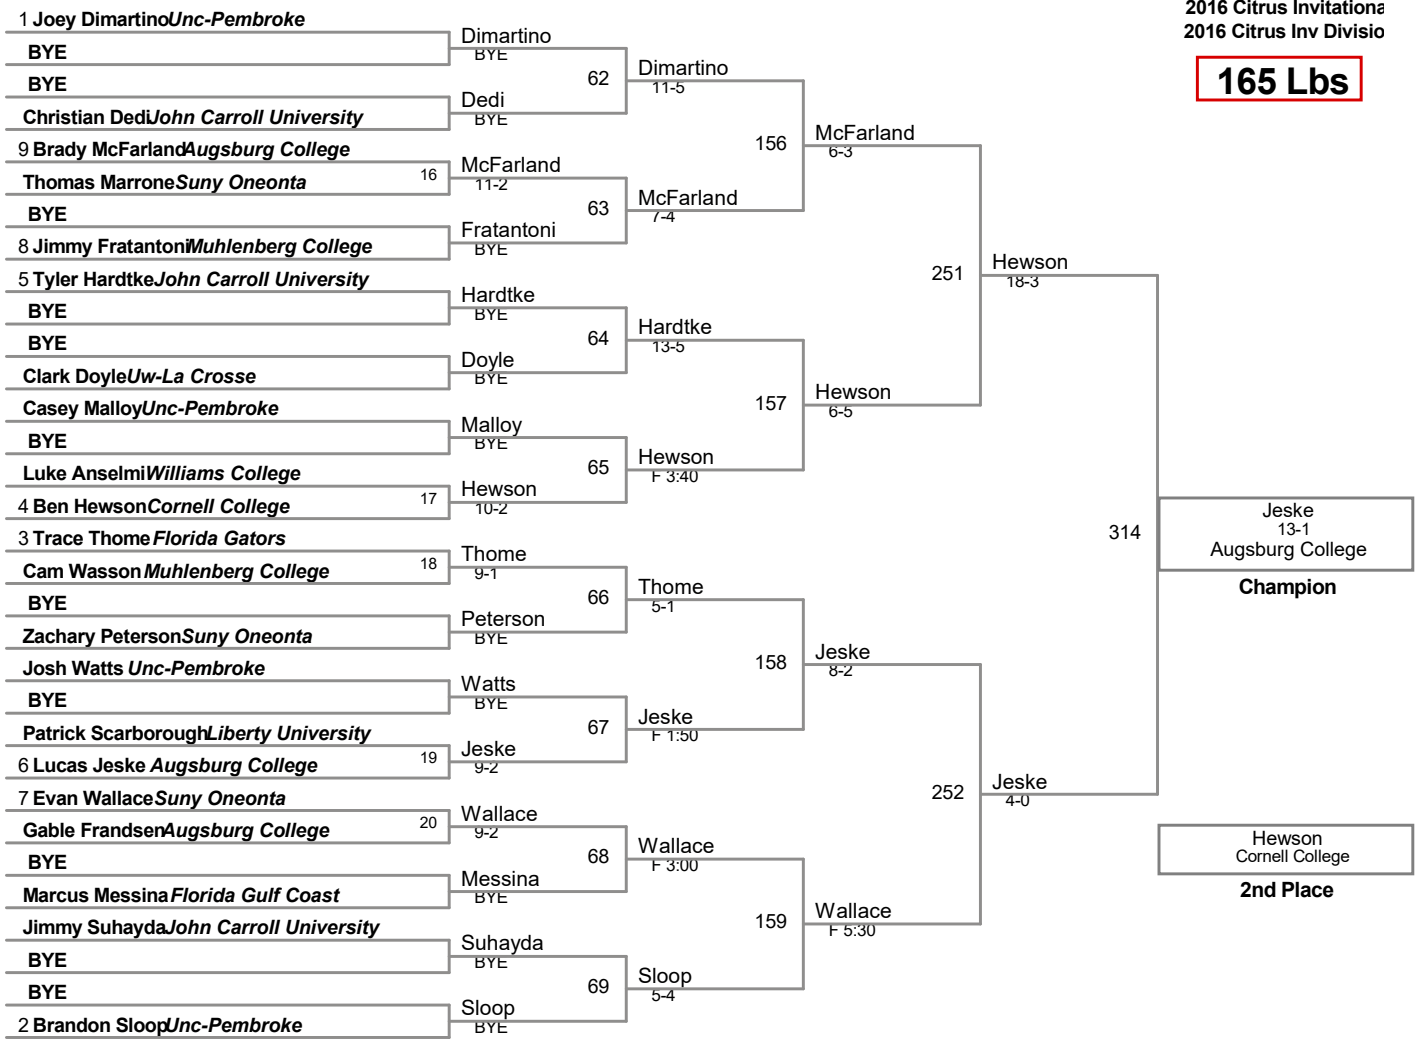 2016 Citrus Invitationa
2016 Citrus Inv Divisio
165 Lbs
1 Joey Dimartino Unc-Pembroke
BYE
BYE
Christian Dedi John Carroll University
9 Brady McFarland Augsburg College
Thomas Marrone Suny Oneonta
BYE
8 Jimmy Fratantoni Muhlenberg College
5 Tyler Hardtke John Carroll University
BYE
BYE
Clark Doyle Uw-La Crosse
Casey Malloy Unc-Pembroke
BYE
Luke Anselmi Williams College
4 Ben Hewson Cornell College
3 Trace Thome Florida Gators
Cam Wasson Muhlenberg College
BYE
Zachary Peterson Suny Oneonta
Josh Watts Unc-Pembroke
BYE
Patrick Scarborough Liberty University
6 Lucas Jeske Augsburg College
7 Evan Wallace Suny Oneonta
Gable Frandsen Augsburg College
BYE
Marcus Messina Florida Gulf Coast
Jimmy Suhayda John Carroll University
BYE
BYE
2 Brandon Sloop Unc-Pembroke
16
17
18
19
20
Dimartino
BYE
Dedi
BYE
McFarland
11-2
Fratantoni
BYE
Hardtke
BYE
Doyle
BYE
Malloy
BYE
Hewson
10-2
Thome
9-1
Peterson
BYE
Watts
BYE
Jeske
9-2
Wallace
9-2
Messina
BYE
Suhayda
BYE
Sloop
BYE
62
63
64
65
66
67
68
69
Dimartino
11-5
McFarland
7-4
Hardtke
13-5
Hewson
F 3:40
Thome
5-1
Jeske
F 1:50
Wallace
F 3:00
Sloop
5-4
156
157
158
159
McFarland
6-3
Hewson
6-5
Jeske
8-2
Wallace
F 5:30
251
252
Hewson
18-3
Jeske
4-0
314
Jeske
13-1
Augsburg College
Champion
Hewson
Cornell College
2nd Place